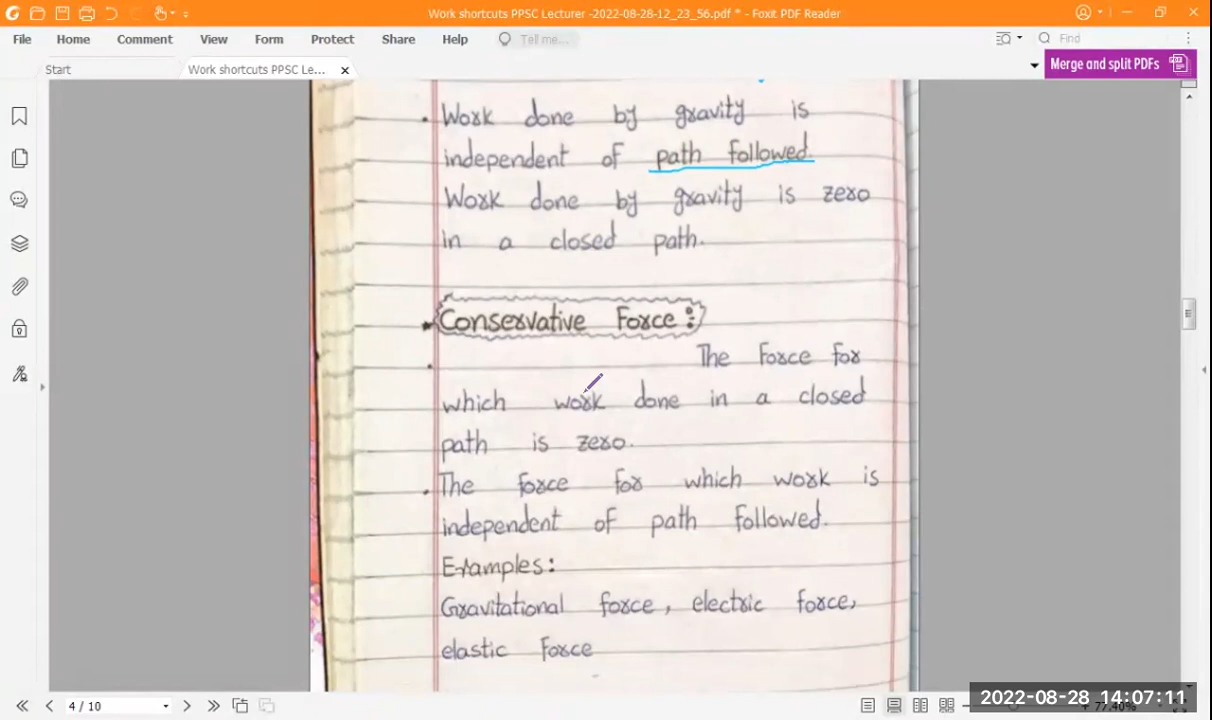 Work shortcuts PPSC Lecturer -2022-08-28-12_23_56.pdf * - Foxit PDF Reader
File Home Comment View Form Protect Share Help Tell me... Find
Start Work shortcuts PPSC Le... Merge and split PDFs
. Work done by gravity is
independent of path followed.
Work done by gravity is zero
in a closed path.
Conservative Force:
. The force for
which work done in a closed
path is zero.
. The force for which work is
independent of path followed.
Examples:
Gravitational force, electric force,
elastic force
4 / 10
2022-08-28 14:07:11
77.40%